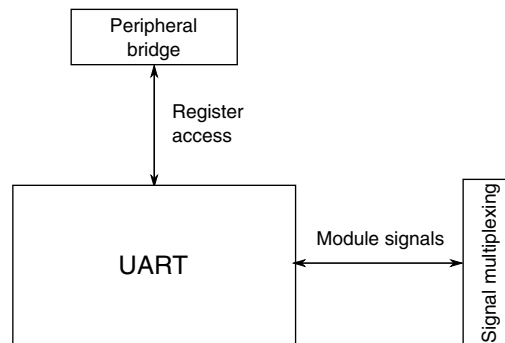 Peripheral
bridge
Register
access
UART
Module signals
Signal multiplexing